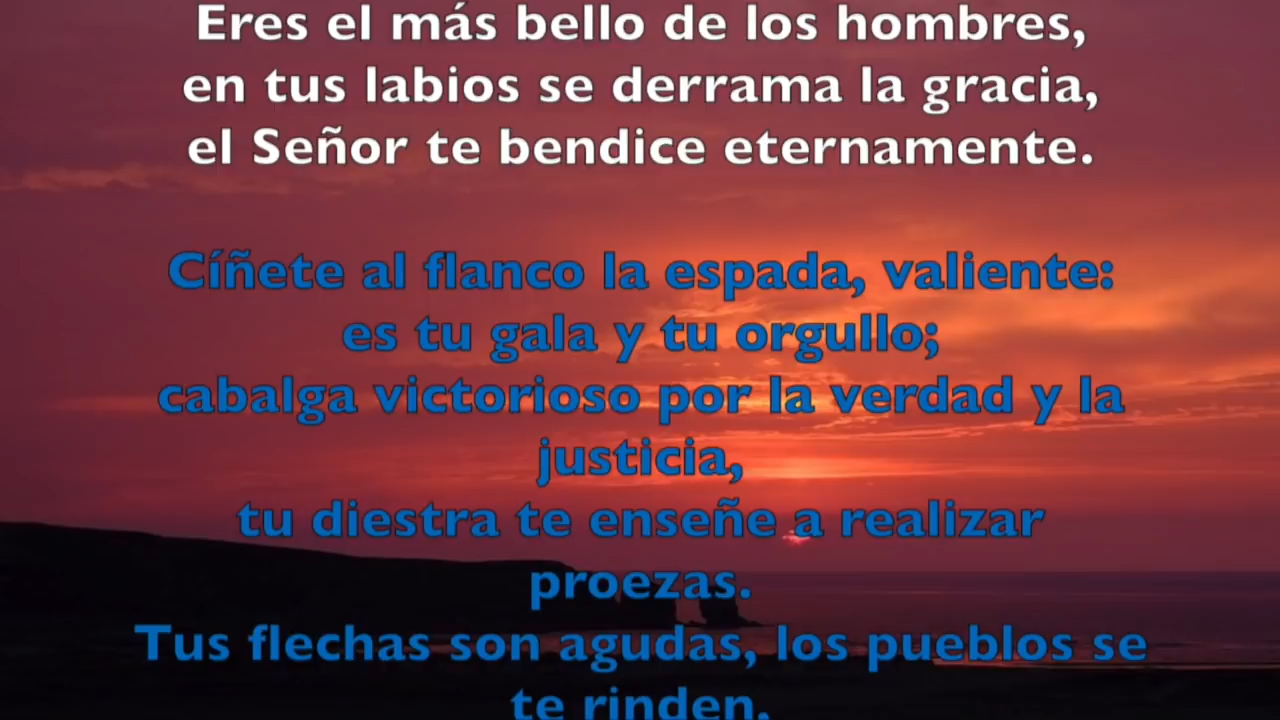 Eres el más bello de los hombres,
en tus labios se derrama la gracia,
el Señor te bendice eternamente.
Cíñete al flanco la espada, valiente:
es tu gala y tu orgullo;
cabalga victorioso por la verdad y la
justicia,
tu diestra te enseñe a realizar
proezas.
Tus flechas son agudas, los pueblos se
te rinden,